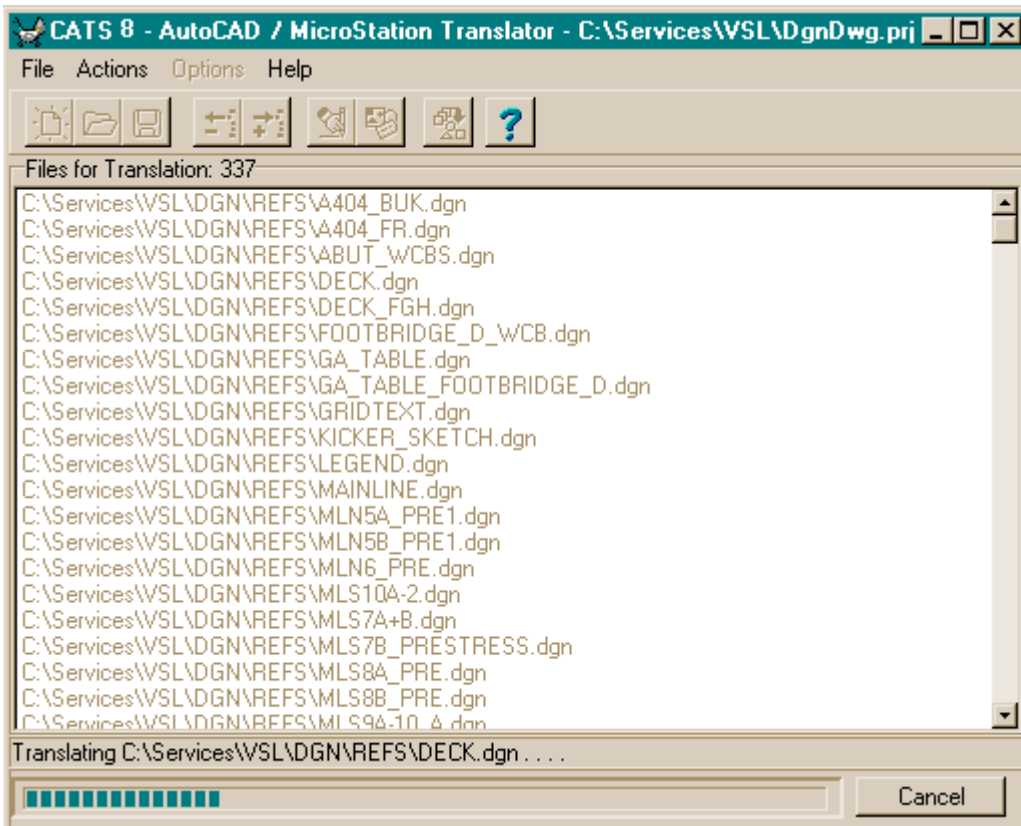 CATS 8 - AutoCAD / MicroStation Translator - C:\Services\VSL\DgnDwg.prj
File Actions Options Help
?
Files for Translation: 337
C:\Services\VSL\DGN\REFS\A404_BUK.dgn
C:\Services\VSL\DGN\REFS\A404_FR.dgn
C:\Services\VSL\DGN\REFS\ABUT_WCBS.dgn
C:\Services\VSL\DGN\REFS\DECK.dgn
C:\Services\VSL\DGN\REFS\DECK_FGH.dgn
C:\Services\VSL\DGN\REFS\FOOTBRIDGE_D_WCB.dgn
C:\Services\VSL\DGN\REFS\GA_TABLE.dgn
C:\Services\VSL\DGN\REFS\GA_TABLE_FOOTBRIDGE_D.dgn
C:\Services\VSL\DGN\REFS\GRIDTEXT.dgn
C:\Services\VSL\DGN\REFS\KICKER_SKETCH.dgn
C:\Services\VSL\DGN\REFS\LEGEND.dgn
C:\Services\VSL\DGN\REFS\MAINLINE.dgn
C:\Services\VSL\DGN\REFS\MLN5A_PRE1.dgn
C:\Services\VSL\DGN\REFS\MLN5B_PRE1.dgn
C:\Services\VSL\DGN\REFS\MLN6_PRE.dgn
C:\Services\VSL\DGN\REFS\MLS10A-2.dgn
C:\Services\VSL\DGN\REFS\MLS7A+B.dgn
C:\Services\VSL\DGN\REFS\MLS7B_PRESTRESS.dgn
C:\Services\VSL\DGN\REFS\MLS8A_PRE.dgn
C:\Services\VSL\DGN\REFS\MLS8B_PRE.dgn
C:\Services\VSL\DGN\REFS\MLS9A-10_A.dgn
Translating C:\Services\VSL\DGN\REFS\DECK.dgn . . . .
Cancel